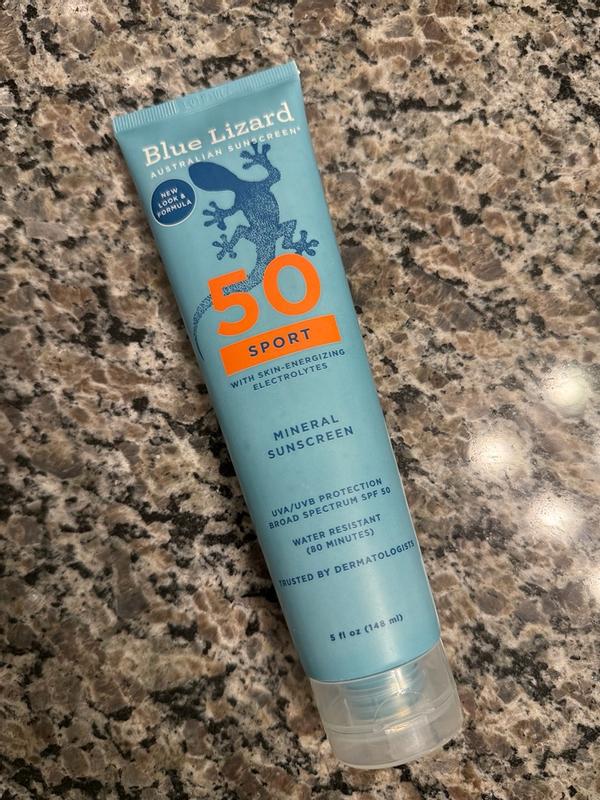 Blue Lizard
AUSTRALIAN SUNSCREEN®
NEW
LOOK &
FORMULA
50
SPORT
WITH SKIN-ENERGIZING
ELECTROLYTES
MINERAL
SUNSCREEN
UVA/UVB PROTECTION
BROAD SPECTRUM SPF 50
WATER RESISTANT
(80 MINUTES)
TRUSTED BY DERMATOLOGISTS
5 fl oz (148 ml)